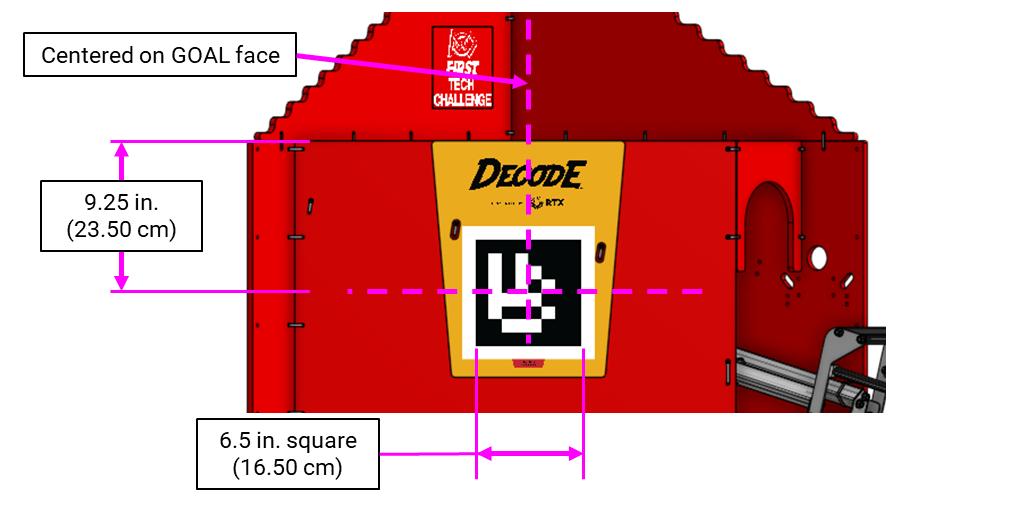 Centered on GOAL face
FIRST
TECH
CHALLENGE
9.25 in.
(23.50 cm)
DECODE
RTX
6.5 in. square
(16.50 cm)